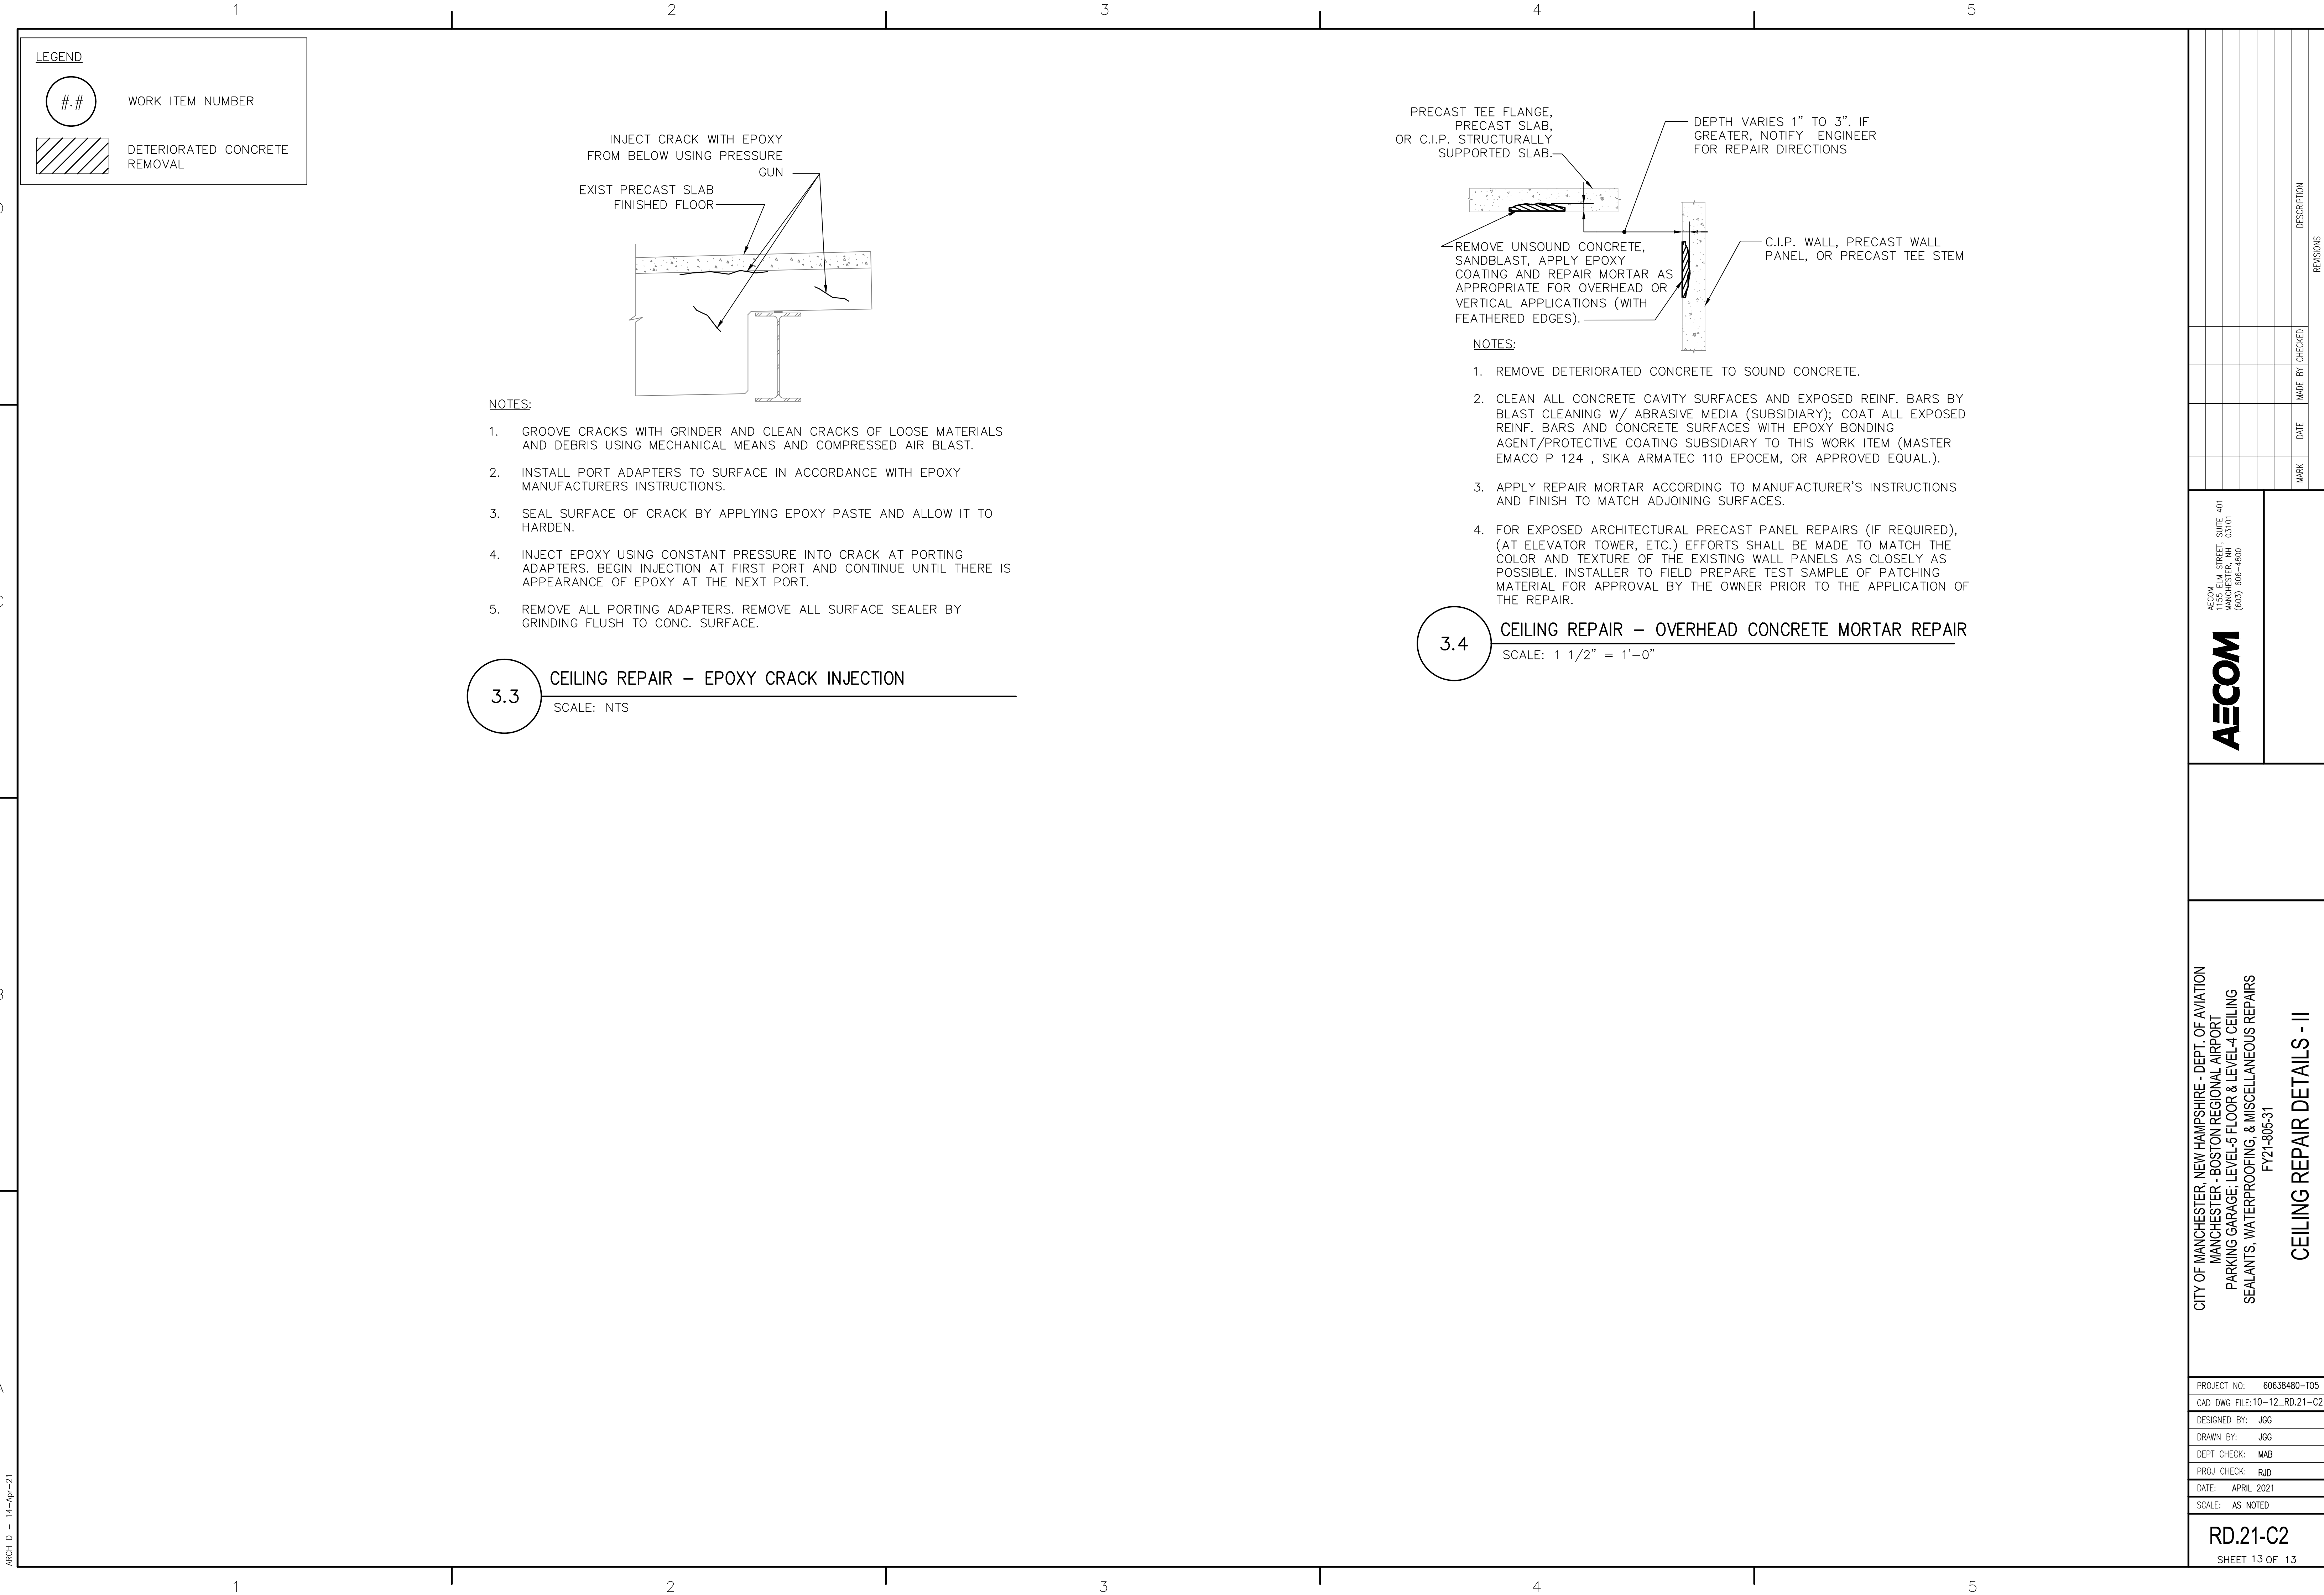 1
2
3
4
5
LEGEND
#.#
WORK ITEM NUMBER
DETERIORATED CONCRETE
REMOVAL
INJECT CRACK WITH EPOXY
FROM BELOW USING PRESSURE
GUN
EXIST PRECAST SLAB
FINISHED FLOOR
NOTES:
1. GROOVE CRACKS WITH GRINDER AND CLEAN CRACKS OF LOOSE MATERIALS
AND DEBRIS USING MECHANICAL MEANS AND COMPRESSED AIR BLAST.
2. INSTALL PORT ADAPTERS TO SURFACE IN ACCORDANCE WITH EPOXY
MANUFACTURERS INSTRUCTIONS.
3. SEAL SURFACE OF CRACK BY APPLYING EPOXY PASTE AND ALLOW IT TO
HARDEN.
4. INJECT EPOXY USING CONSTANT PRESSURE INTO CRACK AT PORTING
ADAPTERS. BEGIN INJECTION AT FIRST PORT AND CONTINUE UNTIL THERE IS
APPEARANCE OF EPOXY AT THE NEXT PORT.
5. REMOVE ALL PORTING ADAPTERS. REMOVE ALL SURFACE SEALER BY
GRINDING FLUSH TO CONC. SURFACE.
3.3
CEILING REPAIR – EPOXY CRACK INJECTION
SCALE: NTS
PRECAST TEE FLANGE,
PRECAST SLAB,
OR C.I.P. STRUCTURALLY
SUPPORTED SLAB.
DEPTH VARIES 1" TO 3". IF
GREATER, NOTIFY ENGINEER
FOR REPAIR DIRECTIONS
REMOVE UNSOUND CONCRETE,
SANDBLAST, APPLY EPOXY
COATING AND REPAIR MORTAR AS
APPROPRIATE FOR OVERHEAD OR
VERTICAL APPLICATIONS (WITH
FEATHERED EDGES).
C.I.P. WALL, PRECAST WALL
PANEL, OR PRECAST TEE STEM
NOTES:
1. REMOVE DETERIORATED CONCRETE TO SOUND CONCRETE.
2. CLEAN ALL CONCRETE CAVITY SURFACES AND EXPOSED REINF. BARS BY
BLAST CLEANING W/ ABRASIVE MEDIA (SUBSIDIARY); COAT ALL EXPOSED
REINF. BARS AND CONCRETE SURFACES WITH EPOXY BONDING
AGENT/PROTECTIVE COATING SUBSIDIARY TO THIS WORK ITEM (MASTER
EMACO P 124 , SIKA ARMATEC 110 EPOCEM, OR APPROVED EQUAL.).
3. APPLY REPAIR MORTAR ACCORDING TO MANUFACTURER'S INSTRUCTIONS
AND FINISH TO MATCH ADJOINING SURFACES.
4. FOR EXPOSED ARCHITECTURAL PRECAST PANEL REPAIRS (IF REQUIRED),
(AT ELEVATOR TOWER, ETC.) EFFORTS SHALL BE MADE TO MATCH THE
COLOR AND TEXTURE OF THE EXISTING WALL PANELS AS CLOSELY AS
POSSIBLE. INSTALLER TO FIELD PREPARE TEST SAMPLE OF PATCHING
MATERIAL FOR APPROVAL BY THE OWNER PRIOR TO THE APPLICATION OF
THE REPAIR.
3.4
CEILING REPAIR – OVERHEAD CONCRETE MORTAR REPAIR
SCALE: 1 1/2" = 1'–0"
MARK
DATE
MADE BY
CHECKED
DESCRIPTION
REVISIONS
AECOM
1155 ELM STREET, SUITE 401
MANCHESTER, NH 03101
(603) 606–4800
AECOM
CITY OF MANCHESTER, NEW HAMPSHIRE - DEPT. OF AVIATION
MANCHESTER - BOSTON REGIONAL AIRPORT
PARKING GARAGE; LEVEL-5 FLOOR & LEVEL-4 CEILING
SEALANTS, WATERPROOFING, & MISCELLANEOUS REPAIRS
FY21-805-31
CEILING REPAIR DETAILS - II
PROJECT NO: 60638480–T05
CAD DWG FILE: 10–12_RD.21–C2
DESIGNED BY: JGG
DRAWN BY: JGG
DEPT CHECK: MAB
PROJ CHECK: RJD
DATE: APRIL 2021
SCALE: AS NOTED
RD.21-C2
SHEET 13 OF 13
ARCH D – 14–Apr–21
1
2
3
4
5